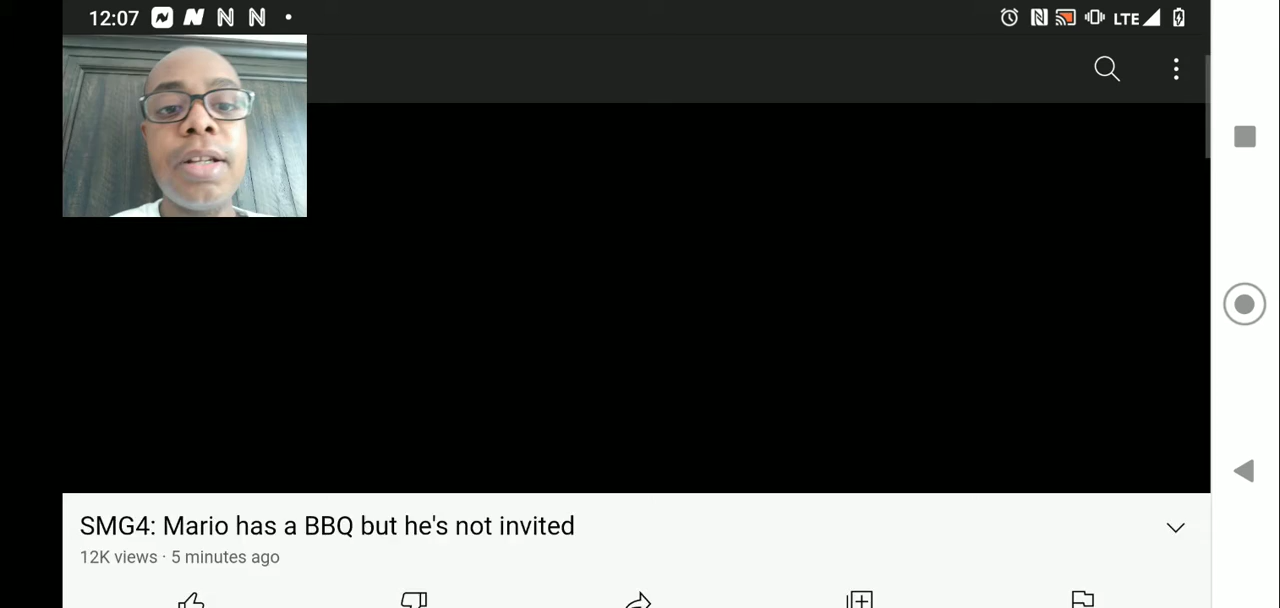 12:07 LTE
SMG4: Mario has a BBQ but he's not invited
12K views · 5 minutes ago